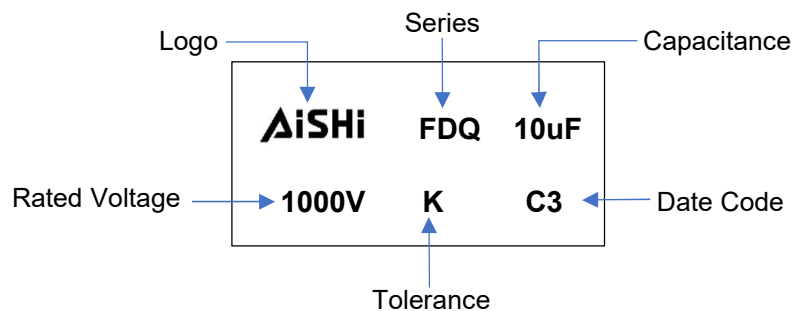 Series
Logo
Capacitance
AiSHi FDQ 10uF
Rated Voltage
1000V K C3
Date Code
Tolerance